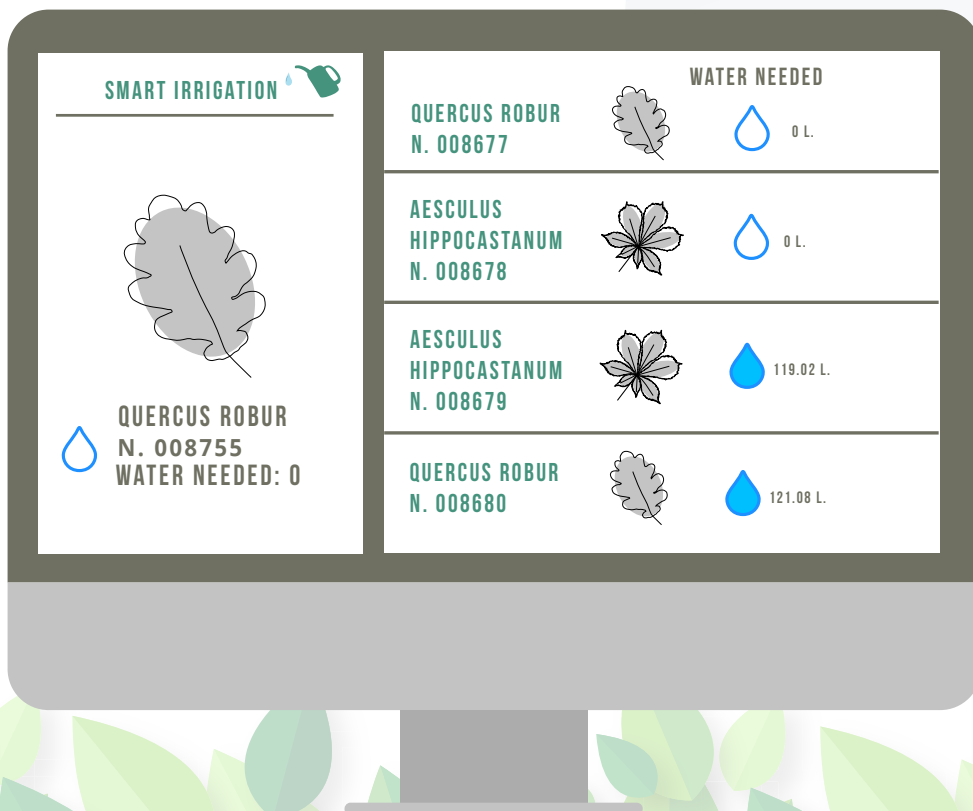 SMART IRRIGATION
QUERCUS ROBUR
N. 008755
WATER NEEDED: 0
WATER NEEDED
QUERCUS ROBUR
N. 008677
0 L.
AESCULUS
HIPPOCASTANUM
N. 008678
0 L.
AESCULUS
HIPPOCASTANUM
N. 008679
119.02 L.
QUERCUS ROBUR
N. 008680
121.08 L.